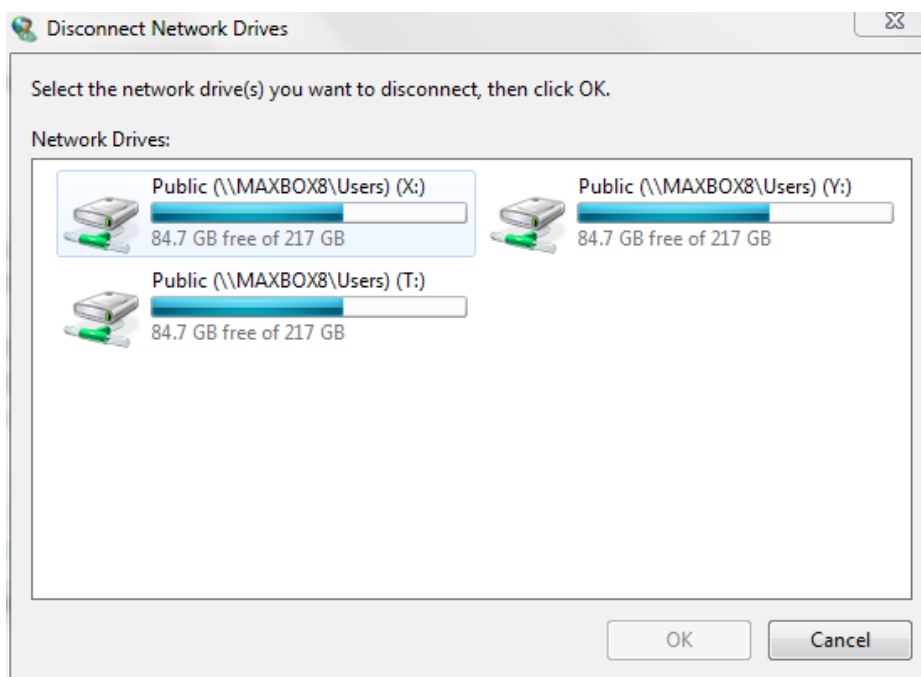 Disconnect Network Drives
Select the network drive(s) you want to disconnect, then click OK.
Network Drives:
Public (\\MAXBOX8\Users) (X:)
84.7 GB free of 217 GB
Public (\\MAXBOX8\Users) (Y:)
84.7 GB free of 217 GB
Public (\\MAXBOX8\Users) (T:)
84.7 GB free of 217 GB
OK
Cancel